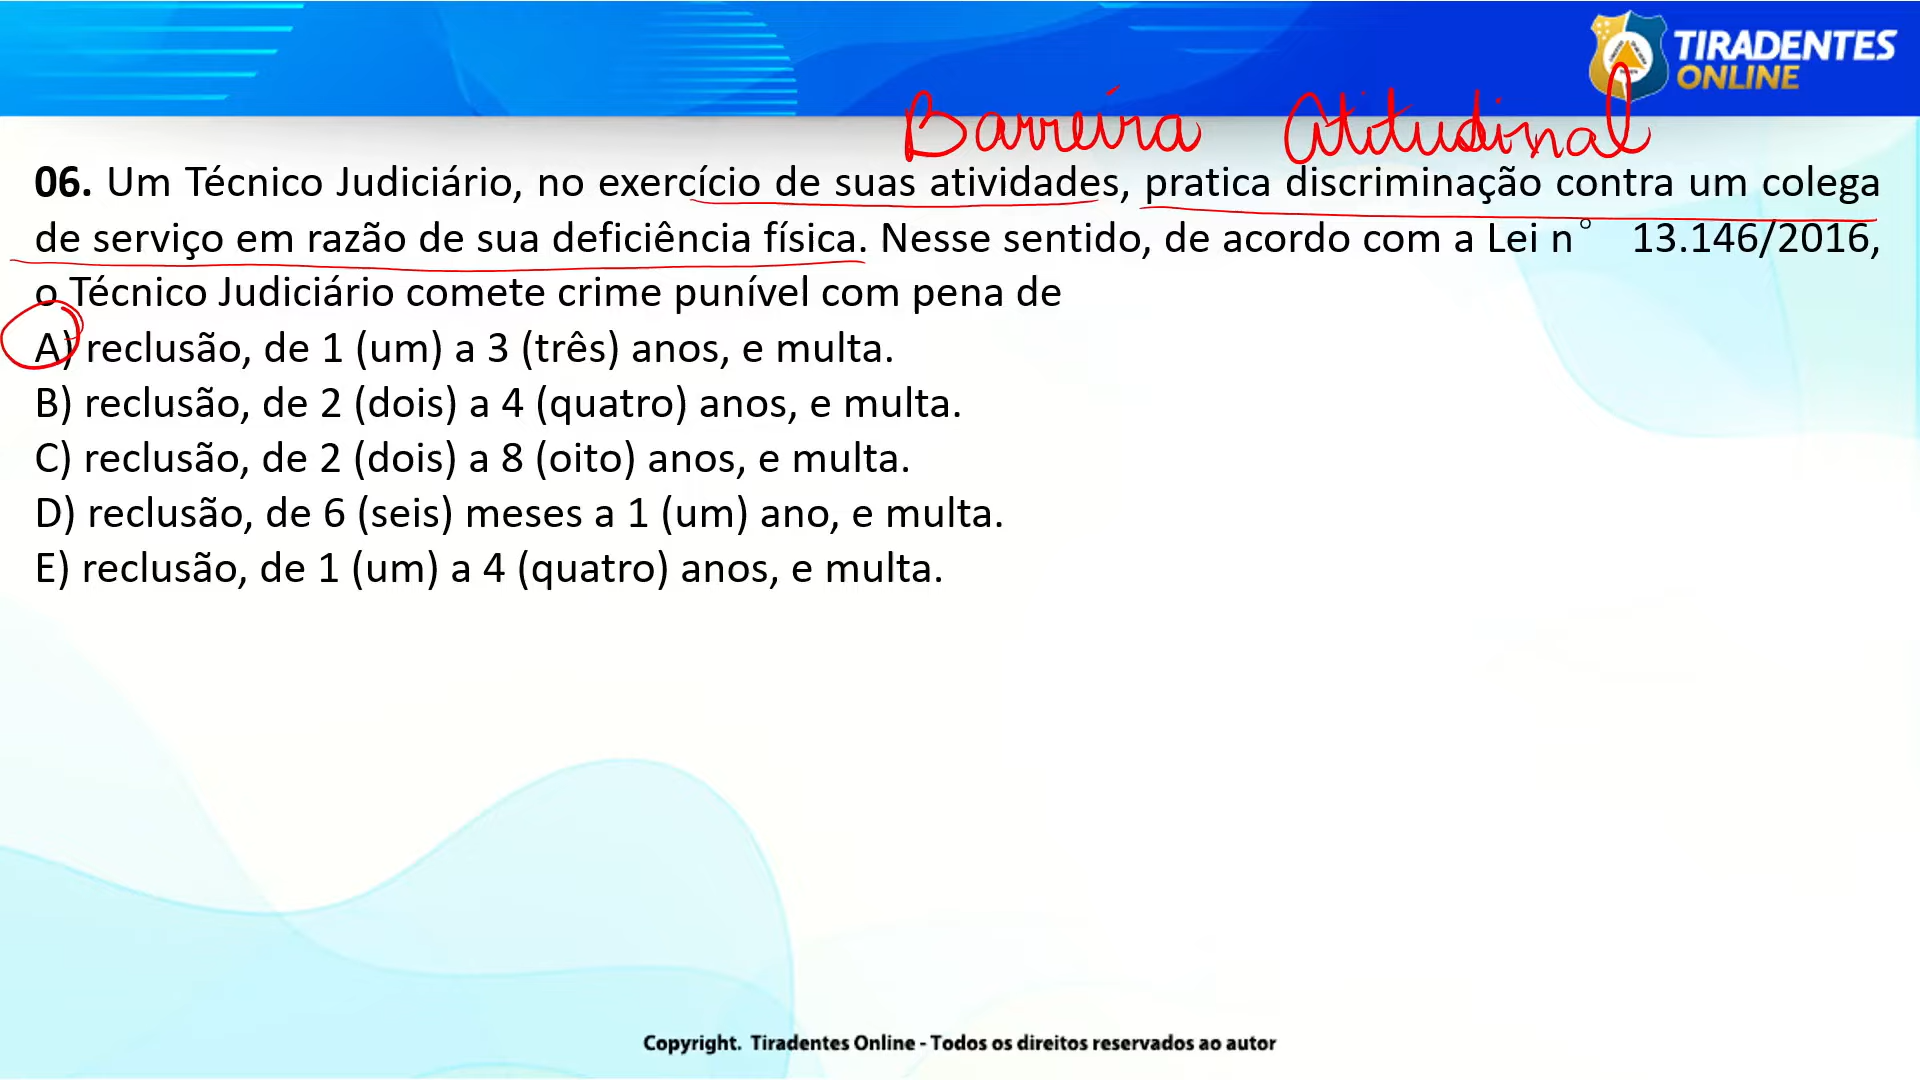 TIRADENTES
ONLINE
Barreira Atitudinal
06. Um Técnico Judiciário, no exercício de suas atividades, pratica discriminação contra um colega
de serviço em razão de sua deficiência física. Nesse sentido, de acordo com a Lei n° 13.146/2016,
o Técnico Judiciário comete crime punível com pena de
A) reclusão, de 1 (um) a 3 (três) anos, e multa.
B) reclusão, de 2 (dois) a 4 (quatro) anos, e multa.
C) reclusão, de 2 (dois) a 8 (oito) anos, e multa.
D) reclusão, de 6 (seis) meses a 1 (um) ano, e multa.
E) reclusão, de 1 (um) a 4 (quatro) anos, e multa.
Copyright. Tiradentes Online - Todos os direitos reservados ao autor